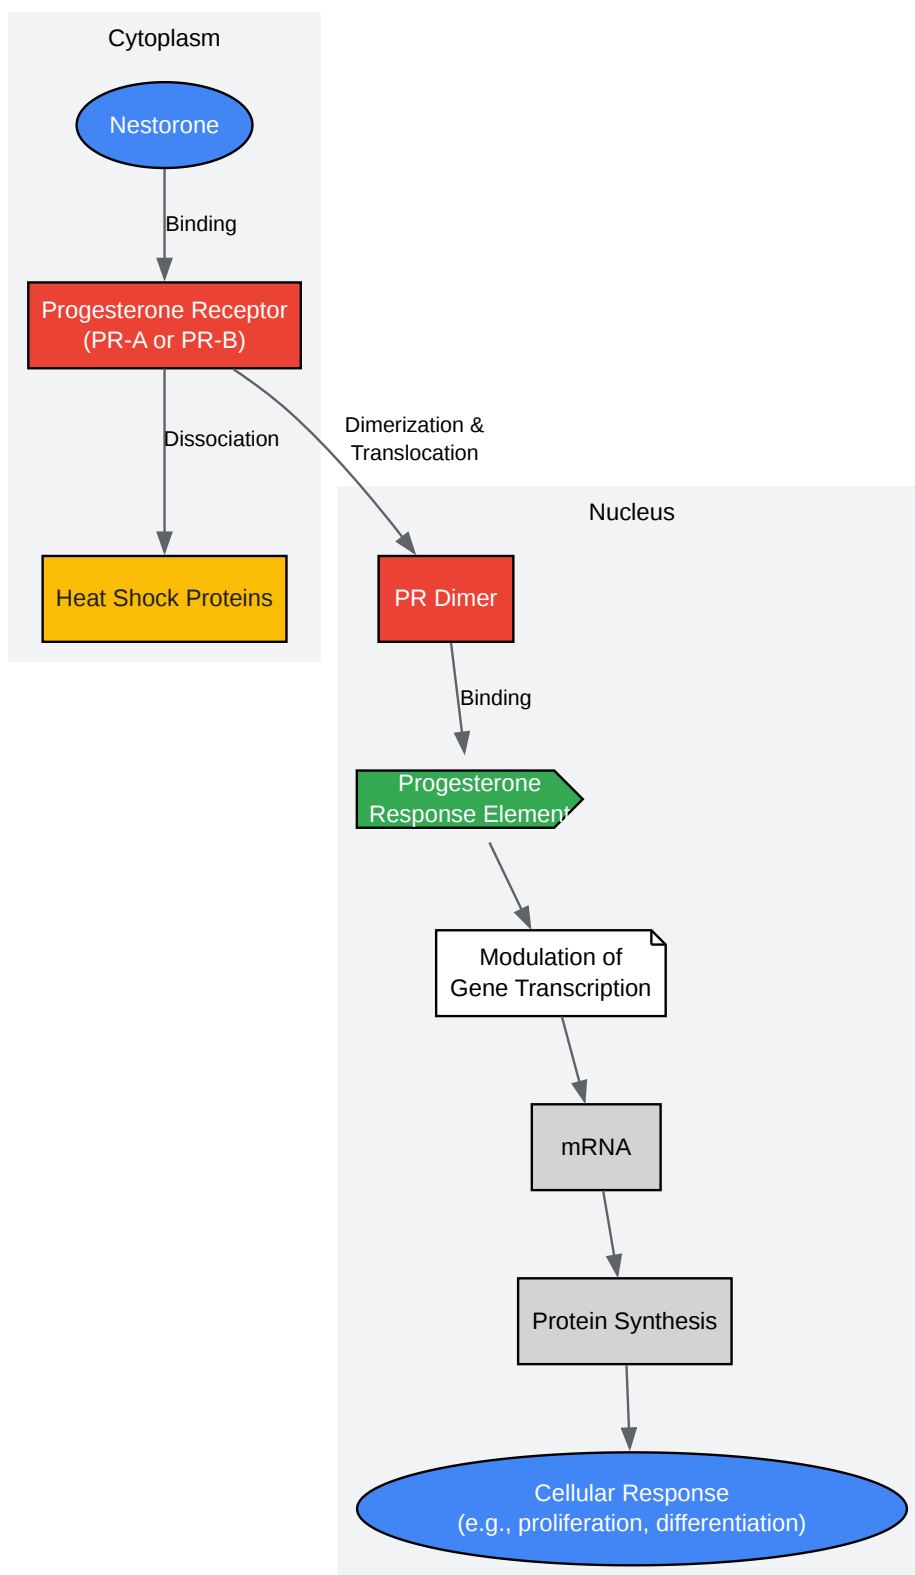 Cytoplasm
Nestorone
Binding
Progesterone Receptor
(PR-A or PR-B)
Dissociation
Dimerization &
Translocation
Heat Shock Proteins
Nucleus
PR Dimer
Binding
Progesterone
Response Element
Modulation of
Gene Transcription
mRNA
Protein Synthesis
Cellular Response
(e.g., proliferation, differentiation)